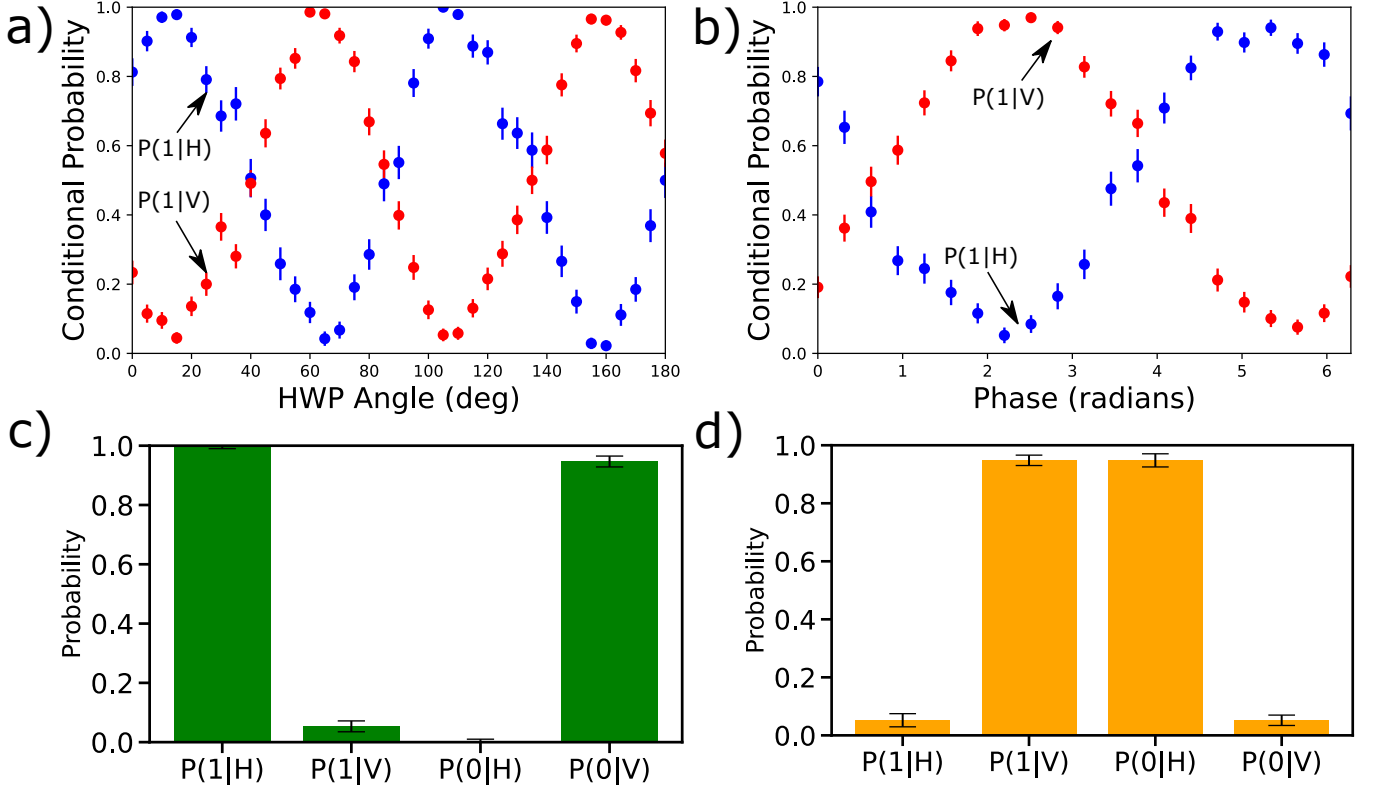 a)
Conditional Probability
1.0
0.8
0.6
0.4
0.2
0.0
P(1|H)
P(1|V)
0 20 40 60 80 100 120 140 160 180
HWP Angle (deg)
b)
Conditional Probability
1.0
0.8
0.6
0.4
0.2
0.0
P(1|V)
P(1|H)
0 1 2 3 4 5 6
Phase (radians)
c)
Probability
1.0
0.8
0.6
0.4
0.2
0.0
P(1|H) P(1|V) P(0|H) P(0|V)
d)
Probability
1.0
0.8
0.6
0.4
0.2
0.0
P(1|H) P(1|V) P(0|H) P(0|V)